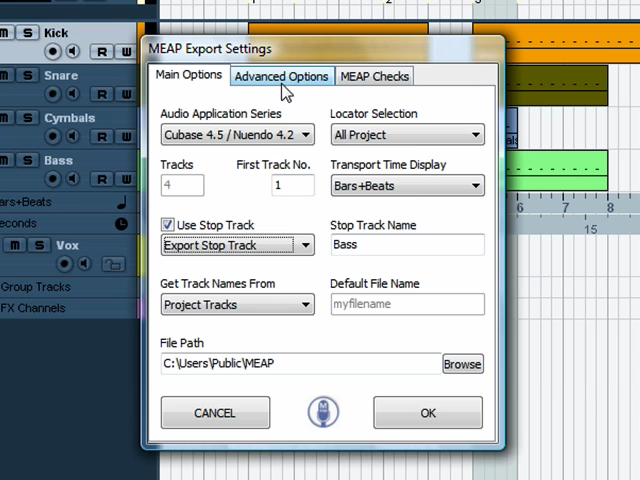 2
M S Kick
R W
Snare
R W
Cymbals
R W
Bass
R W
ars+Beats
econds
M S Vox
Group Tracks
FX Channels
MEAP Export Settings
Main Options Advanced Options MEAP Checks
Audio Application Series Locator Selection
Cubase 4.5 / Nuendo 4.2 All Project
Tracks First Track No. Transport Time Display
4 1 Bars+Beats
Use Stop Track Stop Track Name
Export Stop Track Bass
Get Track Names From Default File Name
Project Tracks myfilename
File Path
C:\Users\Public\MEAP Browse
CANCEL OK
6 7 8
15